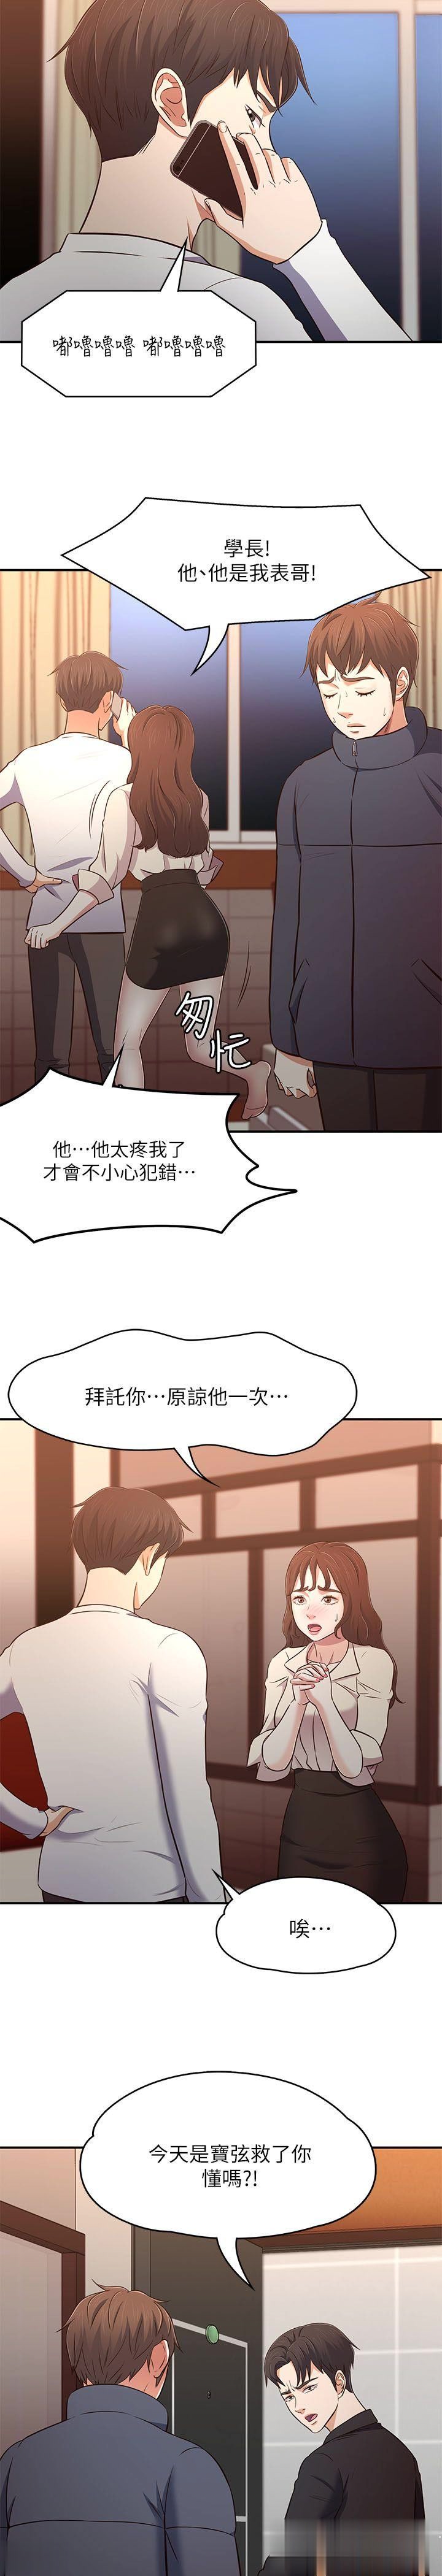 嘟嚕嚕嚕 嘟嚕嚕嚕
學長!
他、他是我表哥!
匆
忙
他…他太疼我了
才會不小心犯錯…
拜託你…原諒他一次…
唉…
今天是寶弦救了你
懂嗎?!